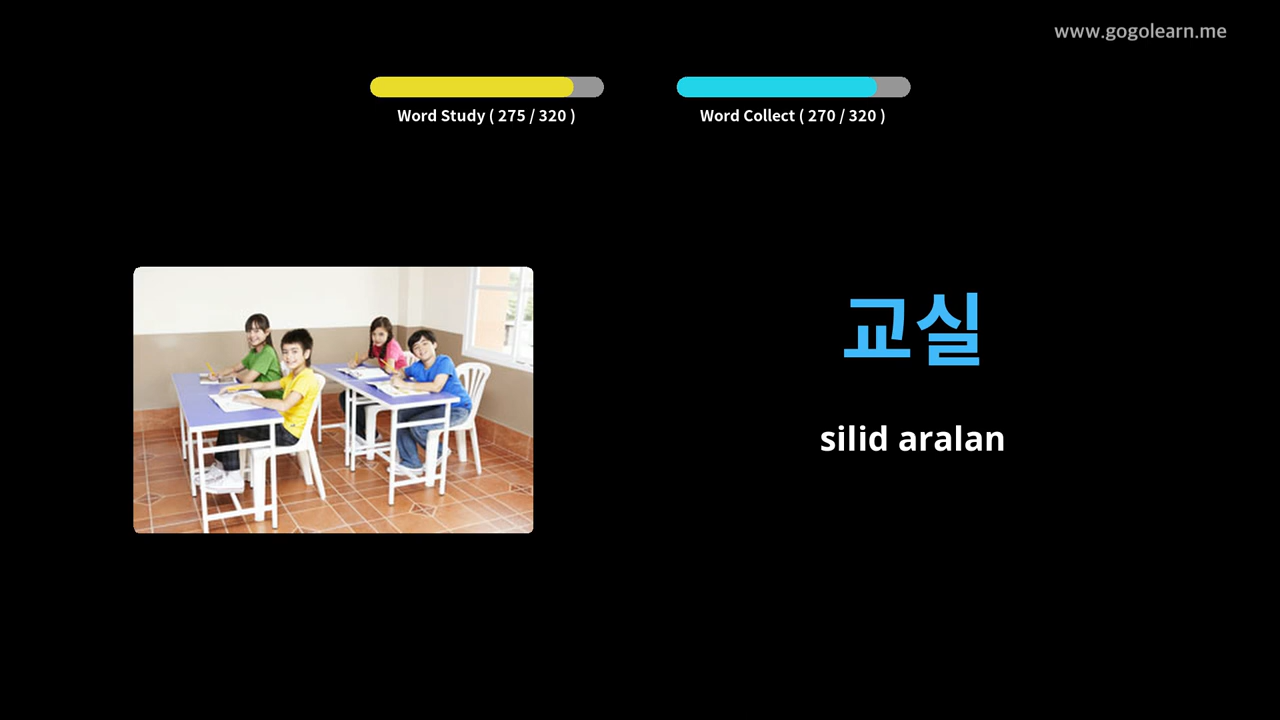 www.gogolearn.me
Word Study ( 275 / 320 )
Word Collect ( 270 / 320 )
교실
silid aralan